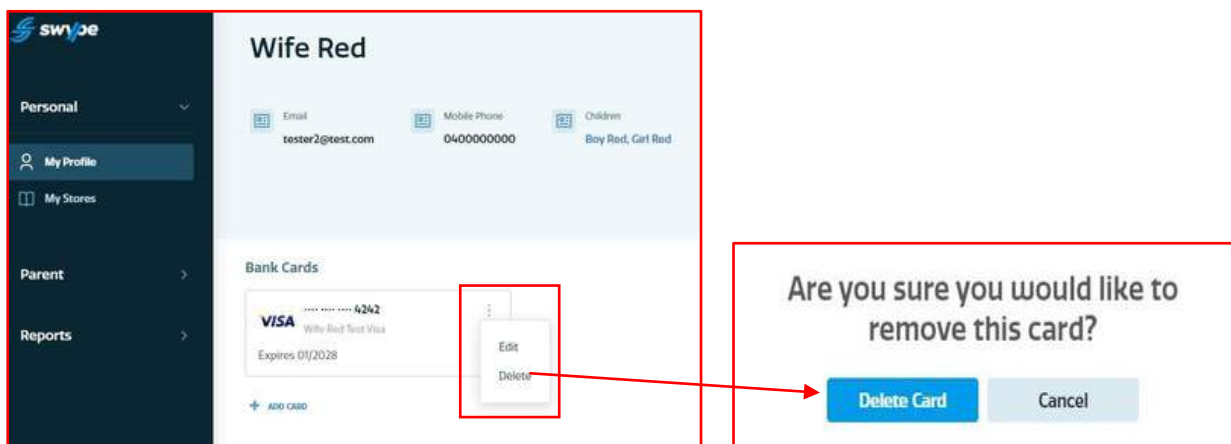 swype
Wife Red
Personal
Email
Mobile Phone
Children
tester2@test.com
0400000000
Boy Red, Girl Red
My Profile
My Stores
Bank Cards
Parent
VISA
.... .... .... 4242
Wife Red Test Visa
Expires 01/2028
Edit
Delete
Reports
+ ADD CARD
Are you sure you would like to
remove this card?
Delete Card
Cancel